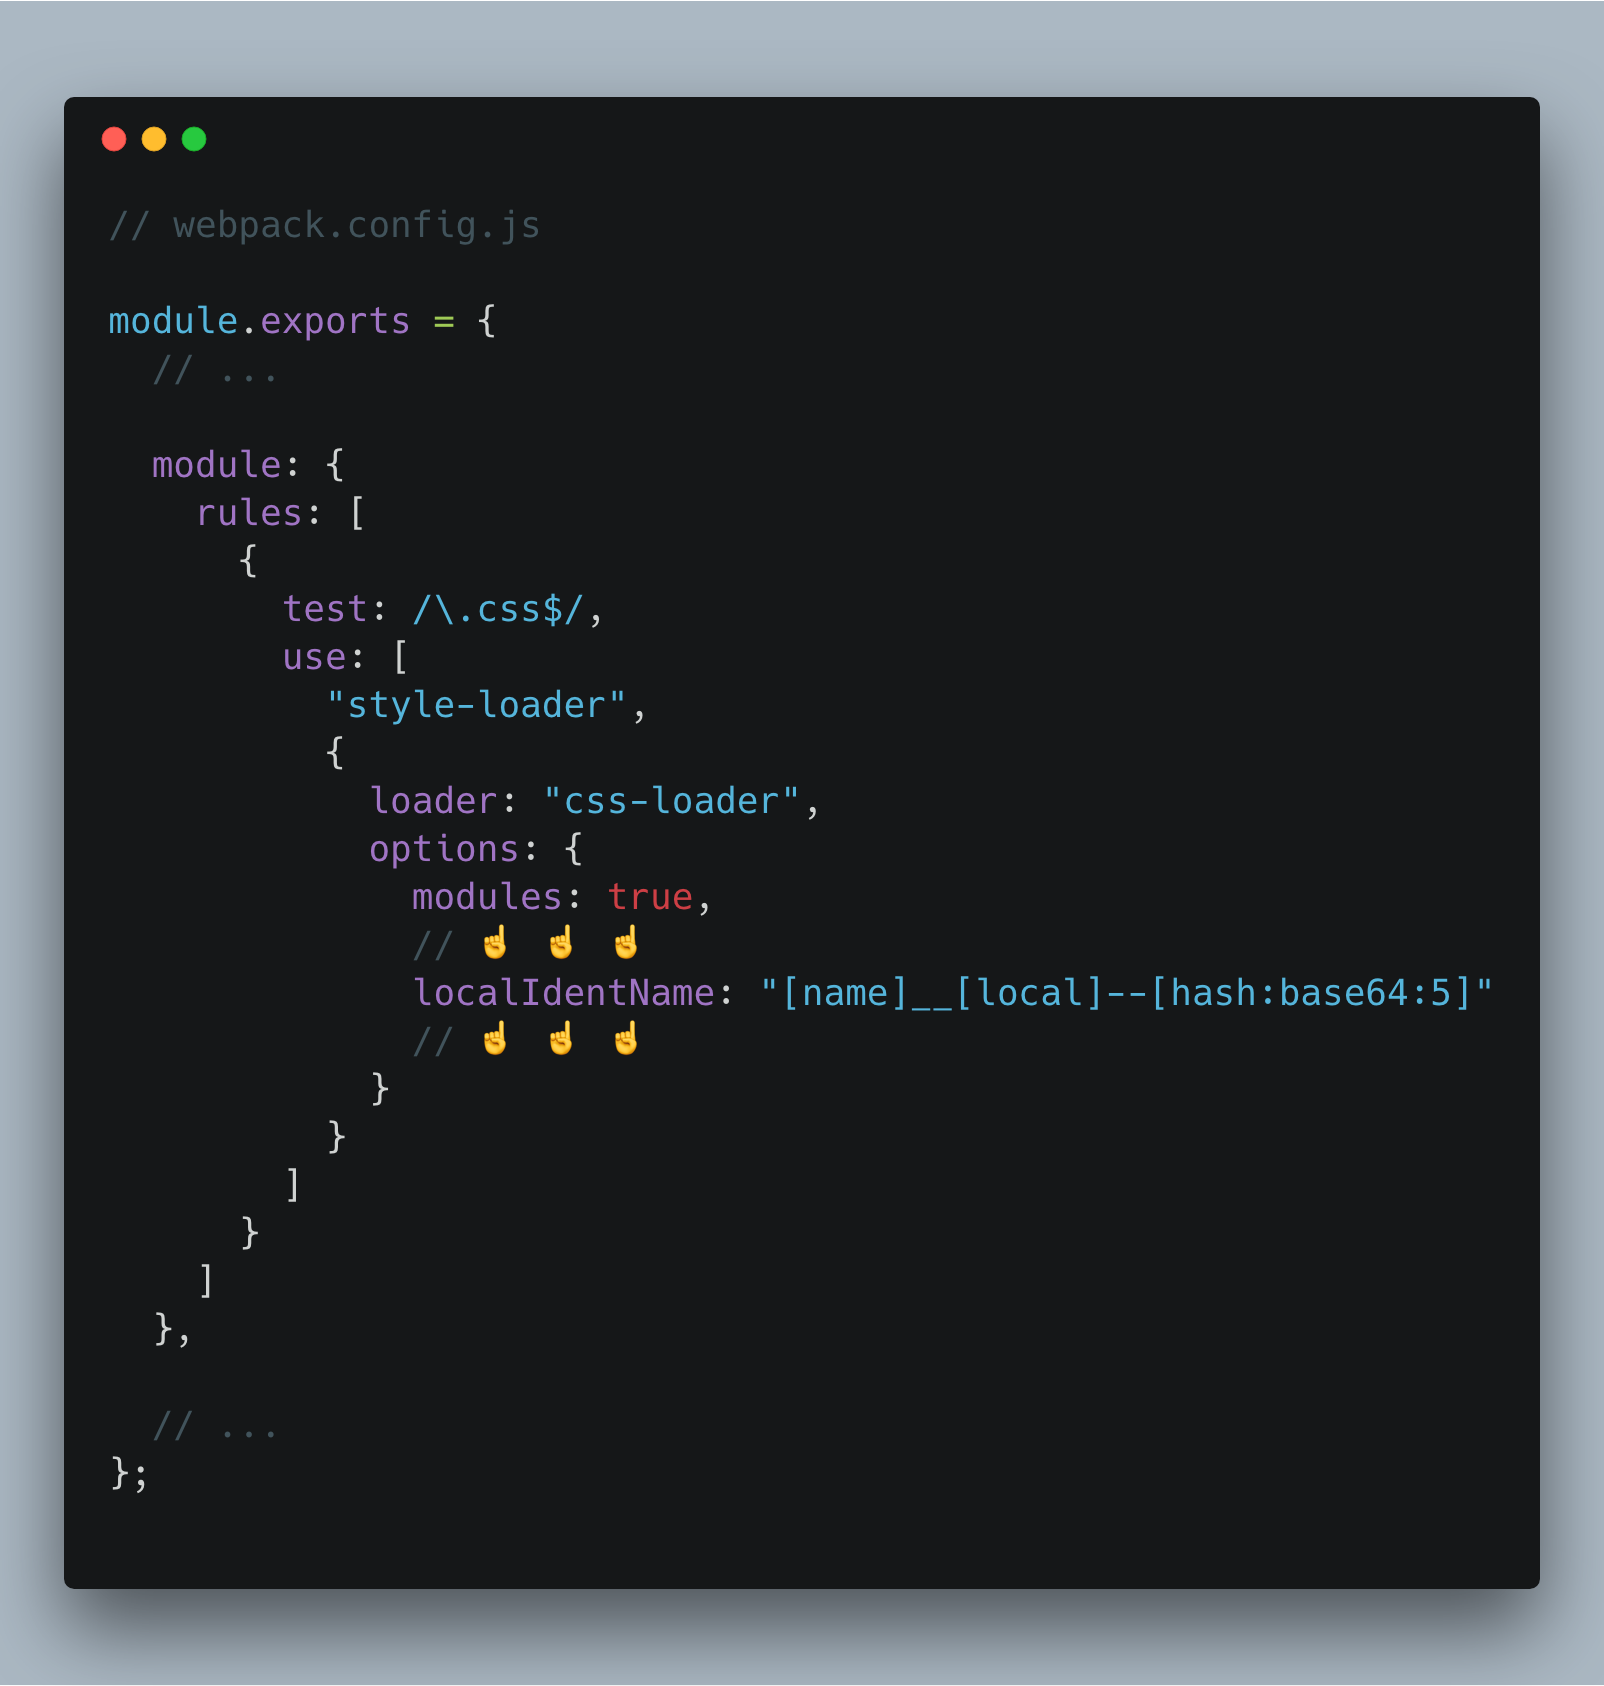 // webpack.config.js
module.exports = {
  // ...
  module: {
    rules: [
      {
        test: /\.css$/,
        use: [
          "style-loader",
          {
            loader: "css-loader",
            options: {
              modules: true,
              // ☝️ ☝️ ☝️
              localIdentName: "[name]__[local]--[hash:base64:5]"
              // ☝️ ☝️ ☝️
            }
          }
        ]
      }
    ]
  },
  // ...
};